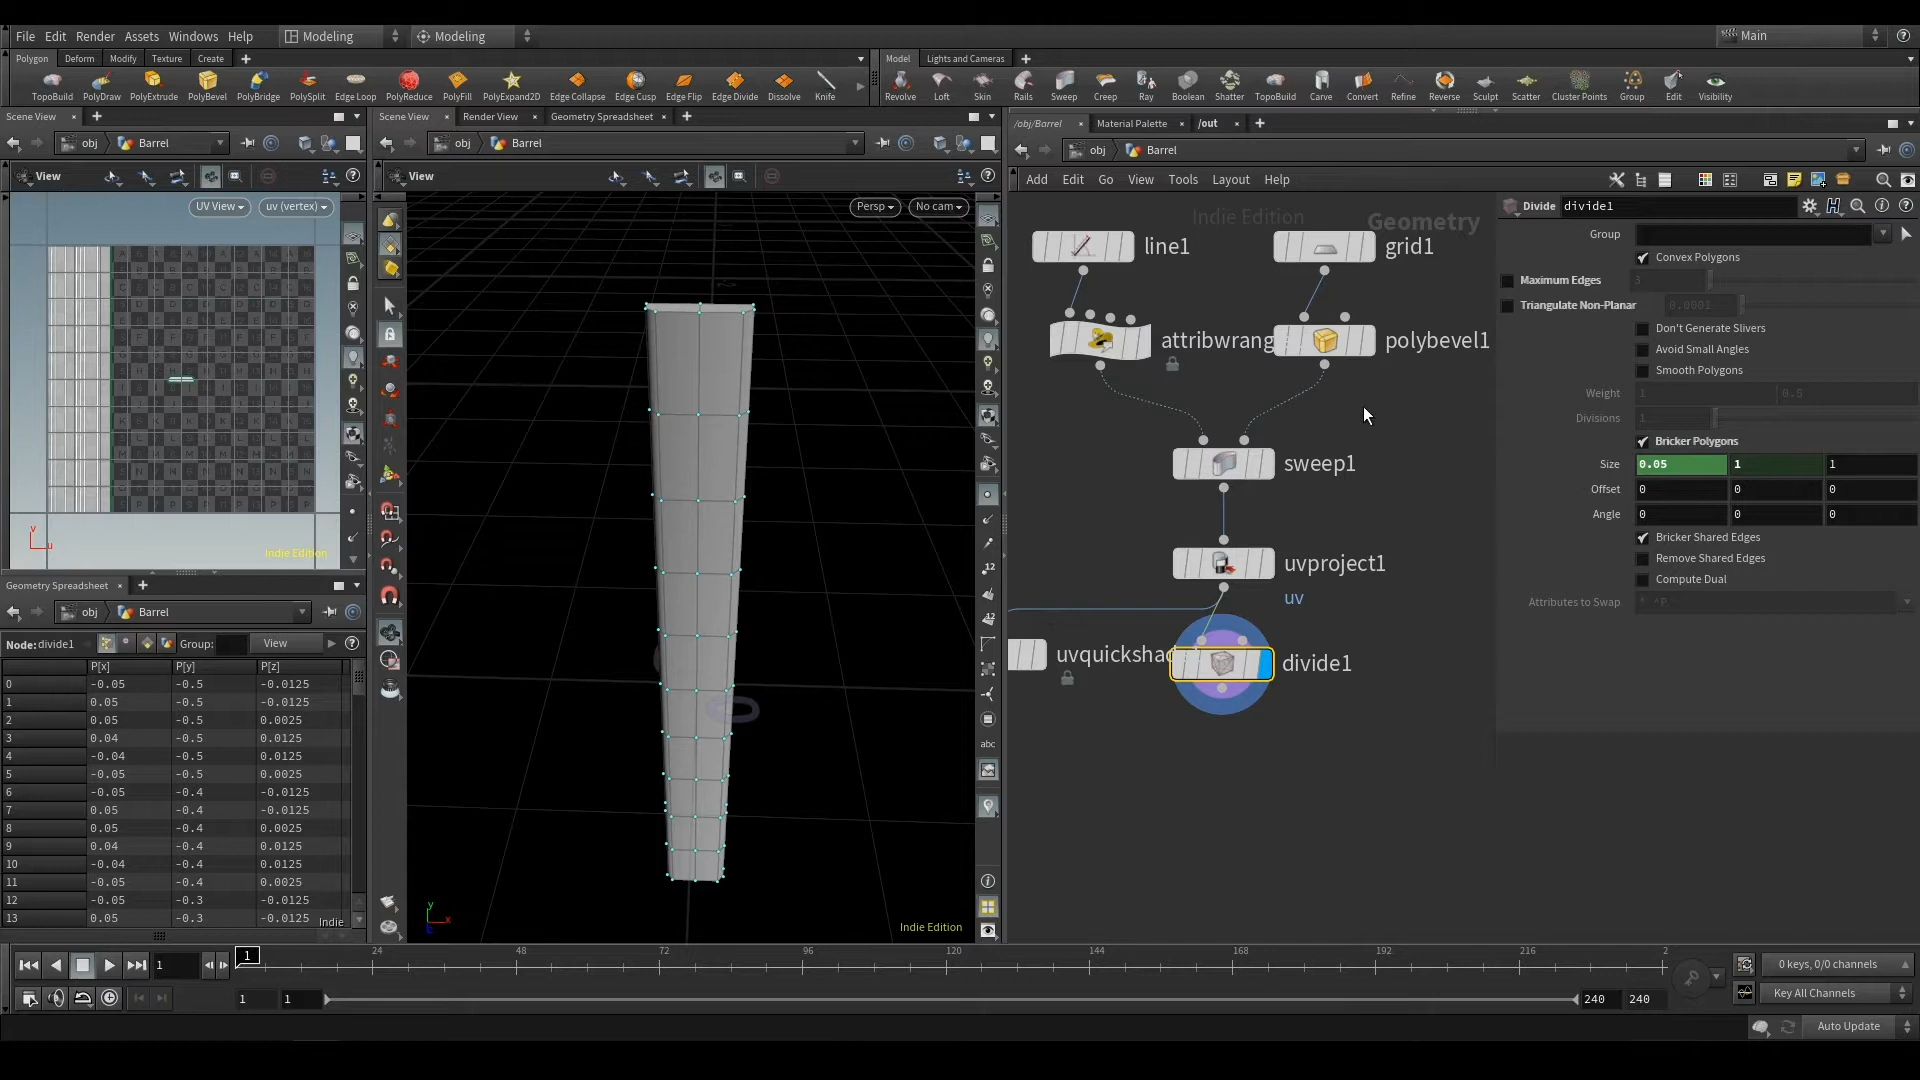 File Edit Render Assets Windows Help Modeling Modeling Main
Polygon Deform Modify Texture Create
Model Lights and Cameras
TopoBuild PolyDraw PolyExtrude PolyBevel PolyBridge PolySplit Edge Loop PolyReduce PolyFill PolyExpand2D Edge Collapse Edge Cusp Edge Flip Edge Divide Dissolve Knife
Revolve Loft Skin Rails Sweep Creep Ray Boolean Shatter TopoBuild Carve Convert Refine Reverse Sculpt Scatter Cluster Points Group Edit Visibility
Scene View
obj Barrel
View
UV View uv (vertex)
Indie Edition
Geometry Spreadsheet
obj Barrel
Node: divide1 Group: View
P[x] P[y] P[z]
0 -0.05 -0.5 -0.0125
1 0.05 -0.5 -0.0125
2 0.05 -0.5 0.0025
3 0.04 -0.5 0.0125
4 -0.04 -0.5 0.0125
5 -0.05 -0.5 0.0025
6 -0.05 -0.4 -0.0125
7 0.05 -0.4 -0.0125
8 0.05 -0.4 0.0025
9 0.04 -0.4 0.0125
10 -0.04 -0.4 0.0125
11 -0.05 -0.4 0.0025
12 -0.05 -0.3 -0.0125
13 0.05 -0.3 -0.0125
Indie
Scene View Render View Geometry Spreadsheet
obj Barrel
View
Persp No cam
Indie Edition
/obj/Barrel Material Palette /out
obj Barrel
Add Edit Go View Tools Layout Help
Indie Edition Geometry
line1 grid1
attribwrang polybevel1
sweep1
uvproject1
uv
uvquickshad divide1
Divide divide1
Group
Convex Polygons
Maximum Edges 3
Triangulate Non-Planar 0.0001
Don't Generate Slivers
Avoid Small Angles
Smooth Polygons
Weight 1 0.5
Divisions 1
Bricker Polygons
Size 0.05 1 1
Offset 0 0 0
Angle 0 0 0
Bricker Shared Edges
Remove Shared Edges
Compute Dual
Attributes to Swap * ^P
1 1 24 48 72 96 120 144 168 192 216 2
0 keys, 0/0 channels
1 1 240 240
Key All Channels
Auto Update